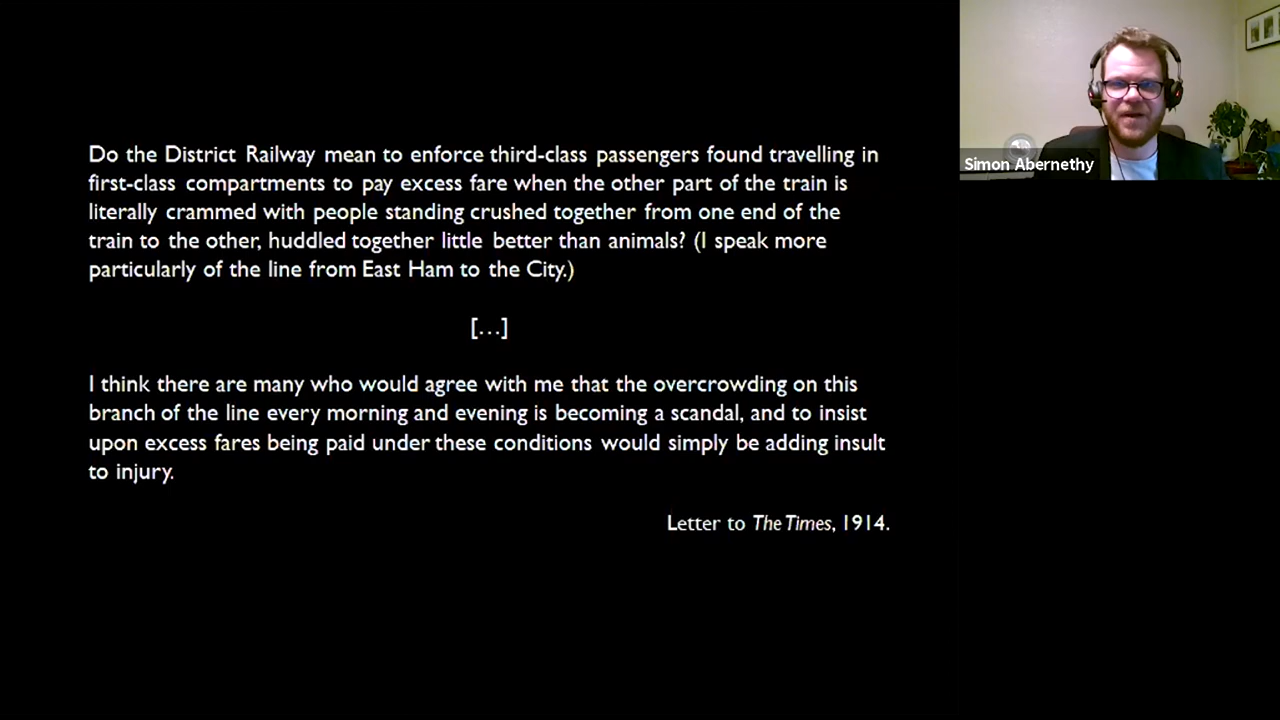 Do the District Railway mean to enforce third-class passengers found travelling in
first-class compartments to pay excess fare when the other part of the train is
literally crammed with people standing crushed together from one end of the
train to the other, huddled together little better than animals? (I speak more
particularly of the line from East Ham to the City.)
[…]
I think there are many who would agree with me that the overcrowding on this
branch of the line every morning and evening is becoming a scandal, and to insist
upon excess fares being paid under these conditions would simply be adding insult
to injury.
Letter to The Times, 1914.
Simon Abernethy